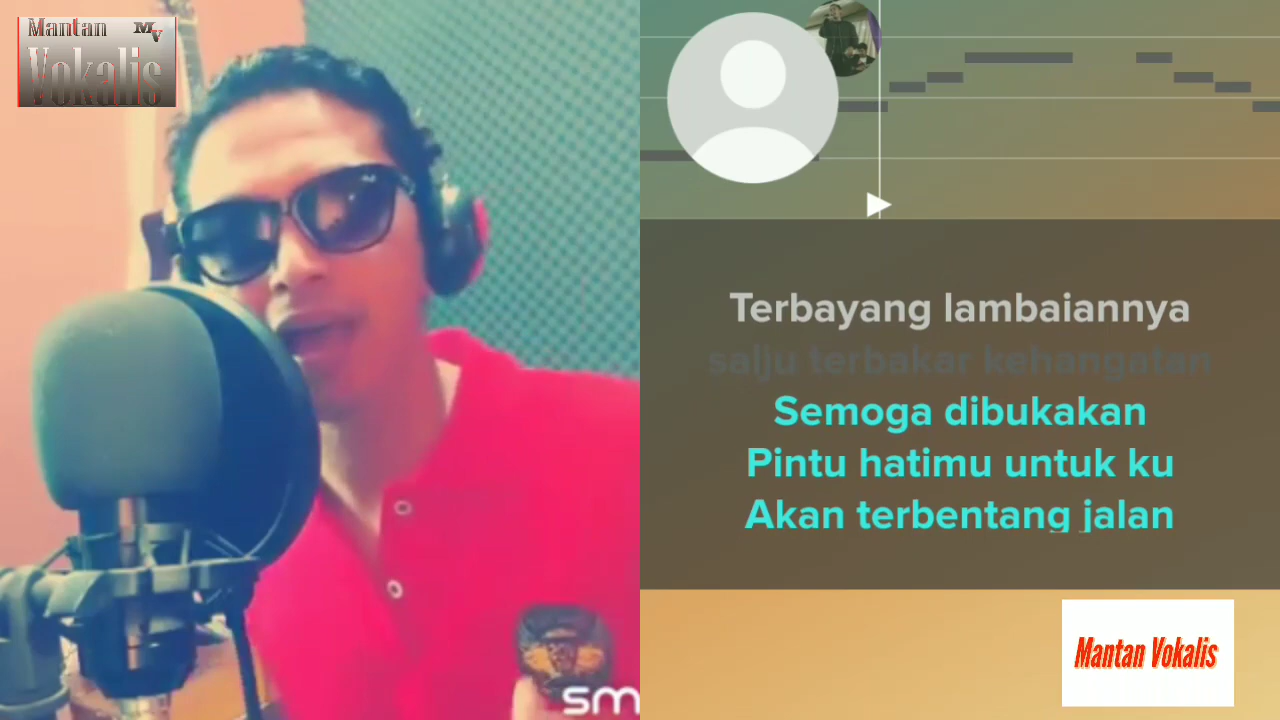 Mantan MV
Vokalis
Terbayang lambaiannya
salju terbakar kehangatan
Semoga dibukakan
Pintu hatimu untuk ku
Akan terbentang jalan
sm
Mantan Vokalis